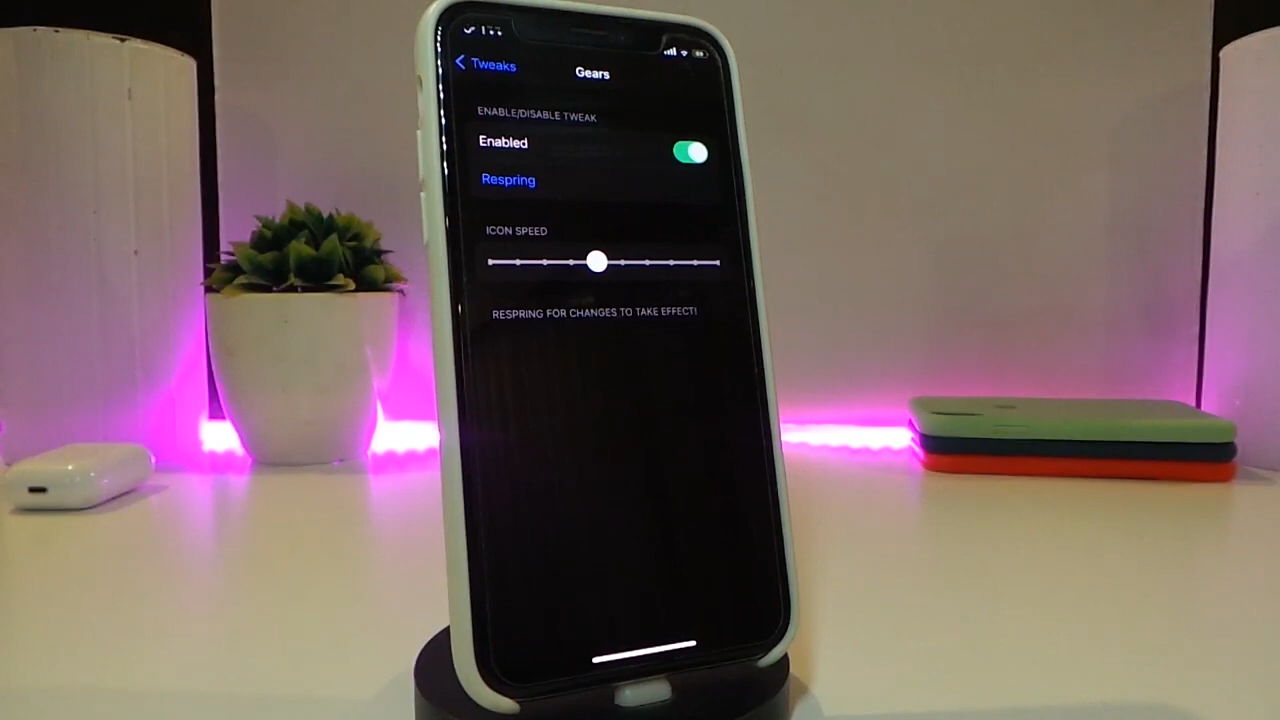 Tweaks
Gears
ENABLE/DISABLE TWEAK
Enabled
Respring
ICON SPEED
RESPRING FOR CHANGES TO TAKE EFFECT!